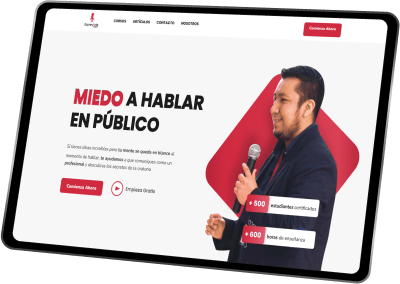 CURSOS ARTÍCULOS CONTACTO NOSOTROS
Comienza Ahora
MIEDO A HABLAR
EN PÚBLICO
Si tienes ideas increíbles pero tu mente se queda en blanco al
momento de hablar, te ayudamos a que comuniques como un
profesional y descubras los secretos de la oratoria
Comienza Ahora
Empieza Gratis
+ 500 estudiantes certificados
+ 600 horas de enseñanza